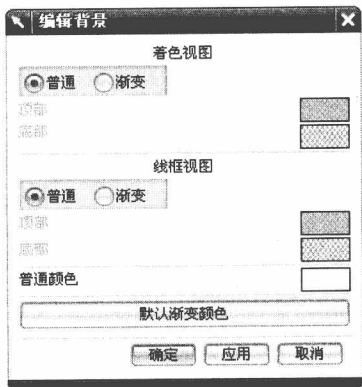 编辑背景
着色视图
普通 渐变
顶部
底部
线框视图
普通 渐变
顶部
底部
普通颜色
默认渐变颜色
确定 应用 取消